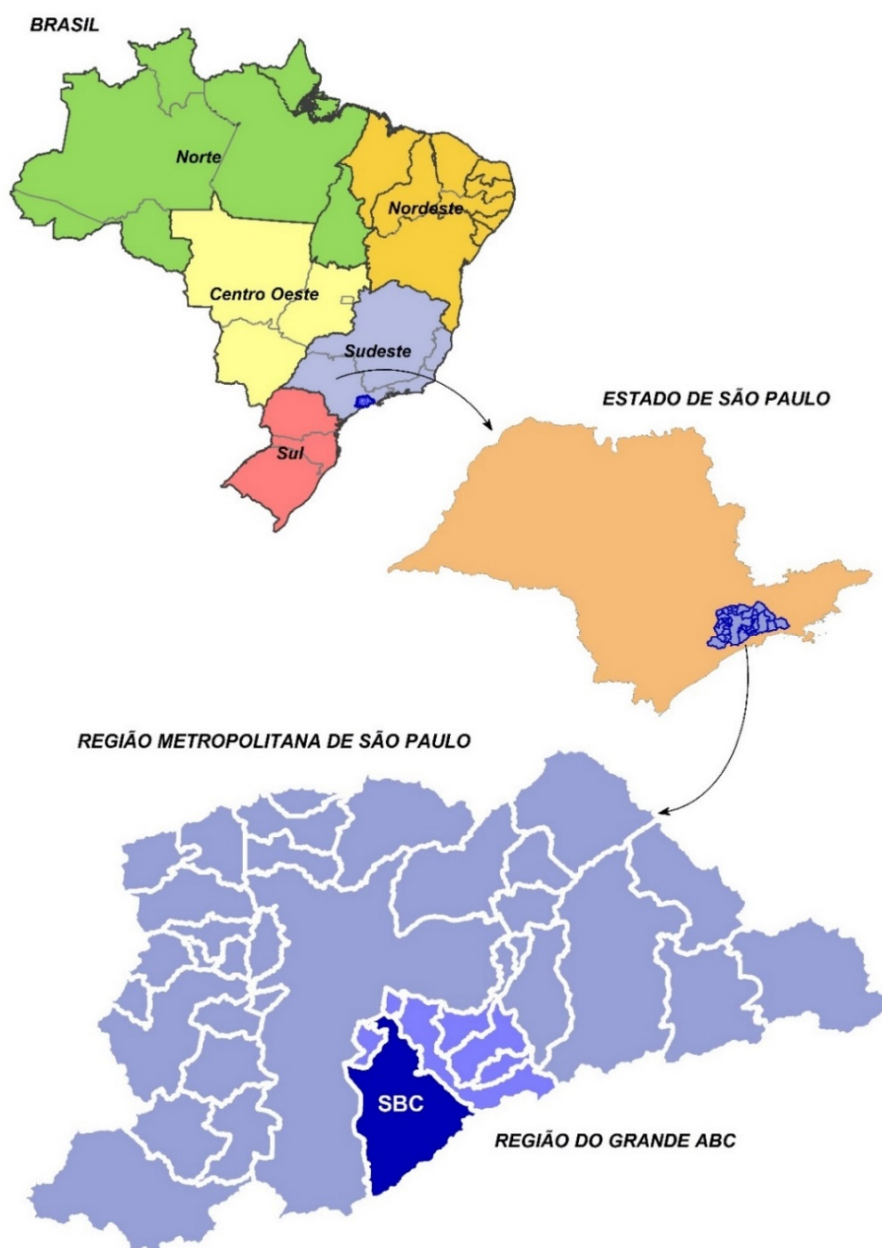 BRASIL
Norte
Nordeste
Centro Oeste
Sudeste
Sul
ESTADO DE SÃO PAULO
REGIÃO METROPOLITANA DE SÃO PAULO
SBC
REGIÃO DO GRANDE ABC